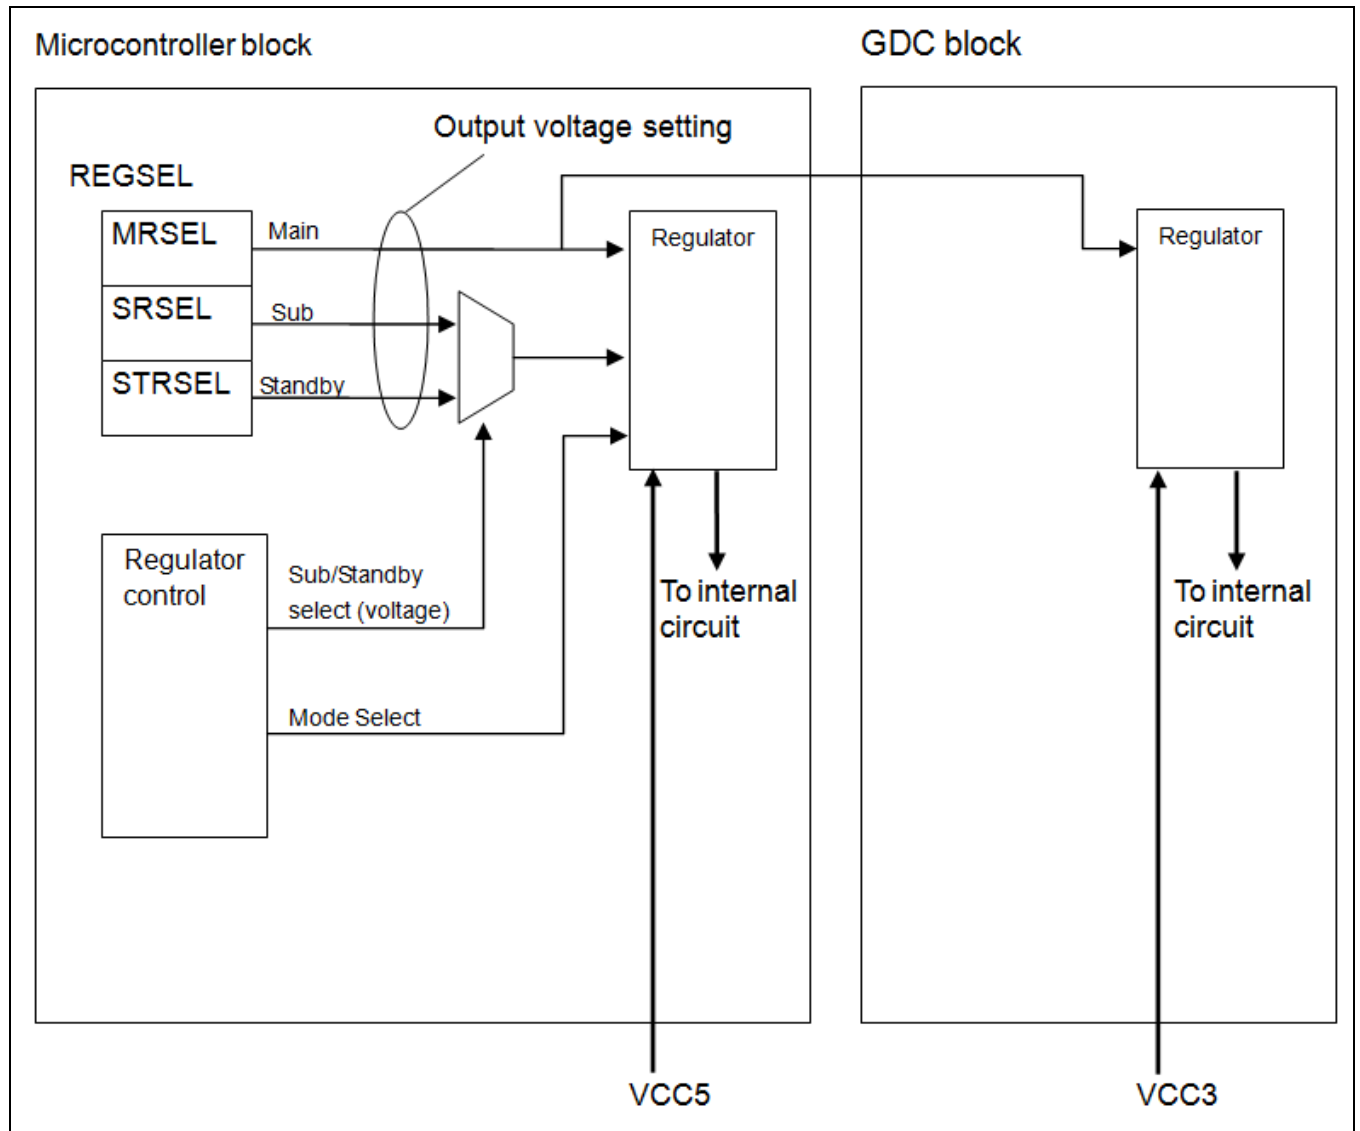 Microcontroller block
GDC block
Output voltage setting
REGSEL
MRSEL
Main
SRSEL
Sub
STRSEL
Standby
Regulator
Regulator
Regulator
control
Sub/Standby
select (voltage)
Mode Select
To internal
circuit
To internal
circuit
VCC5
VCC3